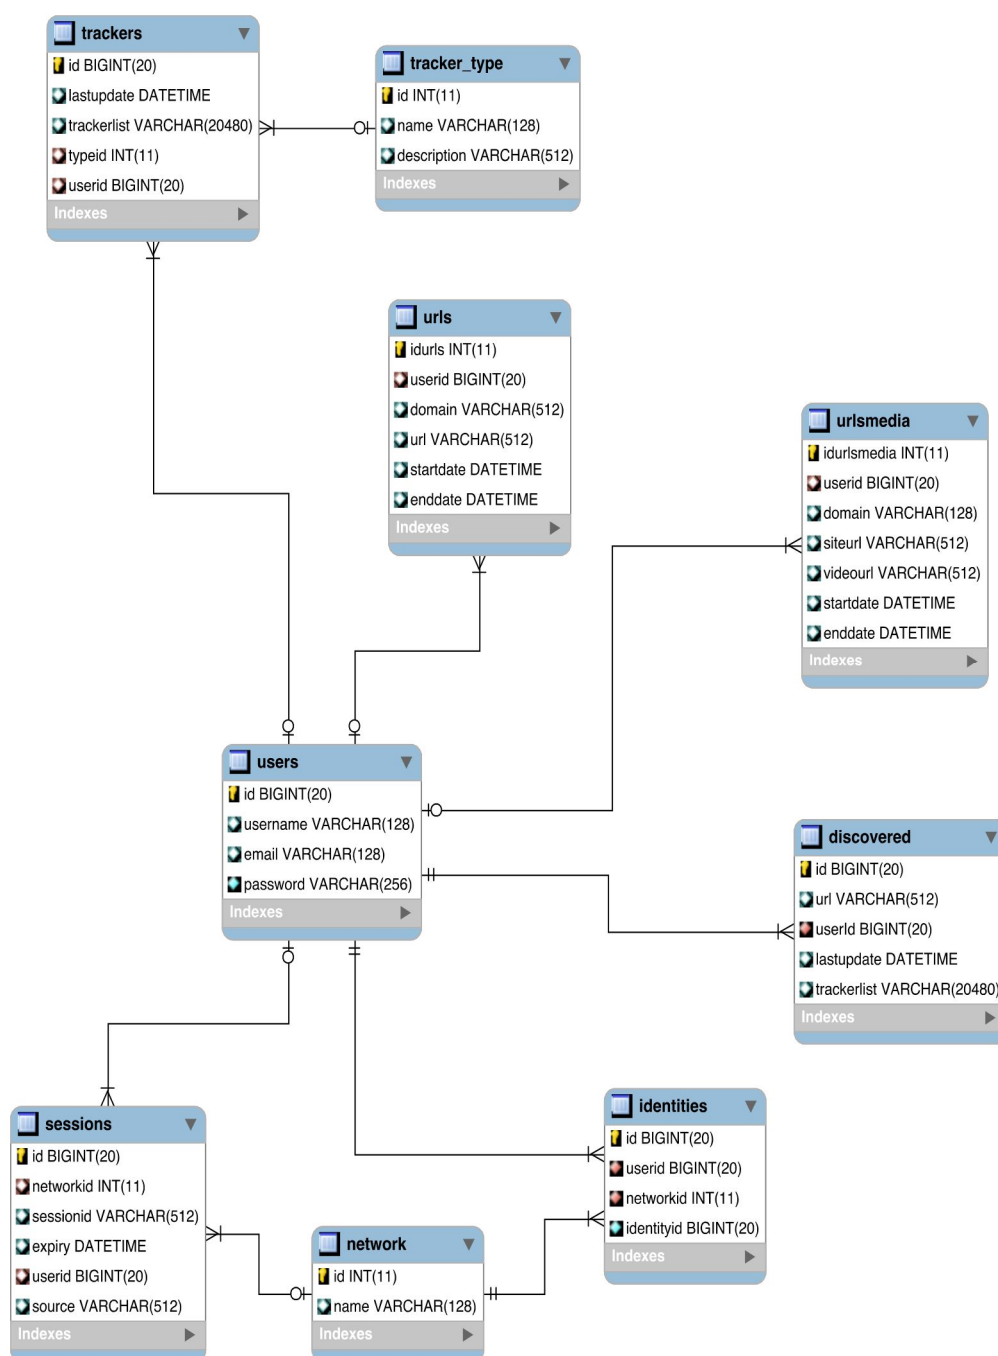 trackers
id BIGINT(20)
lastupdate DATETIME
trackerlist VARCHAR(20480)
typeid INT(11)
userid BIGINT(20)
Indexes
tracker_type
id INT(11)
name VARCHAR(128)
description VARCHAR(512)
Indexes
urls
idurls INT(11)
userid BIGINT(20)
domain VARCHAR(512)
url VARCHAR(512)
startdate DATETIME
enddate DATETIME
Indexes
urlsmedia
idurlsmedia INT(11)
userid BIGINT(20)
domain VARCHAR(128)
siteurl VARCHAR(512)
videourl VARCHAR(512)
startdate DATETIME
enddate DATETIME
Indexes
users
id BIGINT(20)
username VARCHAR(128)
email VARCHAR(128)
password VARCHAR(256)
Indexes
discovered
id BIGINT(20)
url VARCHAR(512)
userId BIGINT(20)
lastupdate DATETIME
trackerlist VARCHAR(20480)
Indexes
sessions
id BIGINT(20)
networkid INT(11)
sessionid VARCHAR(512)
expiry DATETIME
userid BIGINT(20)
source VARCHAR(512)
Indexes
network
id INT(11)
name VARCHAR(128)
Indexes
identities
id BIGINT(20)
userid BIGINT(20)
networkid INT(11)
identityid BIGINT(20)
Indexes